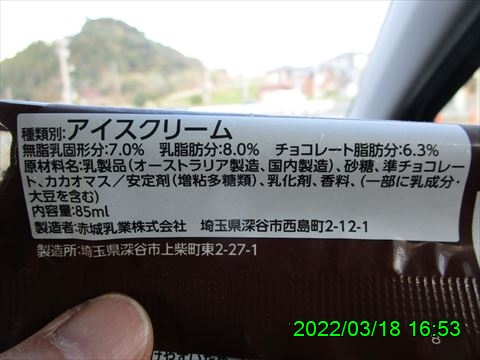 種類別:アイスクリーム
無脂乳固形分:7.0% 乳脂肪分:8.0% チョコレート脂肪分:6.3%
原材料名:乳製品(オーストラリア製造、国内製造)、砂糖、準チョコレー
ト、カカオマス/安定剤(増粘多糖類)、乳化剤、香料、(一部に乳成分・
大豆を含む)
内容量:85ml
製造者:赤城乳業株式会社 埼玉県深谷市西島町2-12-1
製造所:埼玉県深谷市上柴町東2-27-1
2022/03/18 16:53